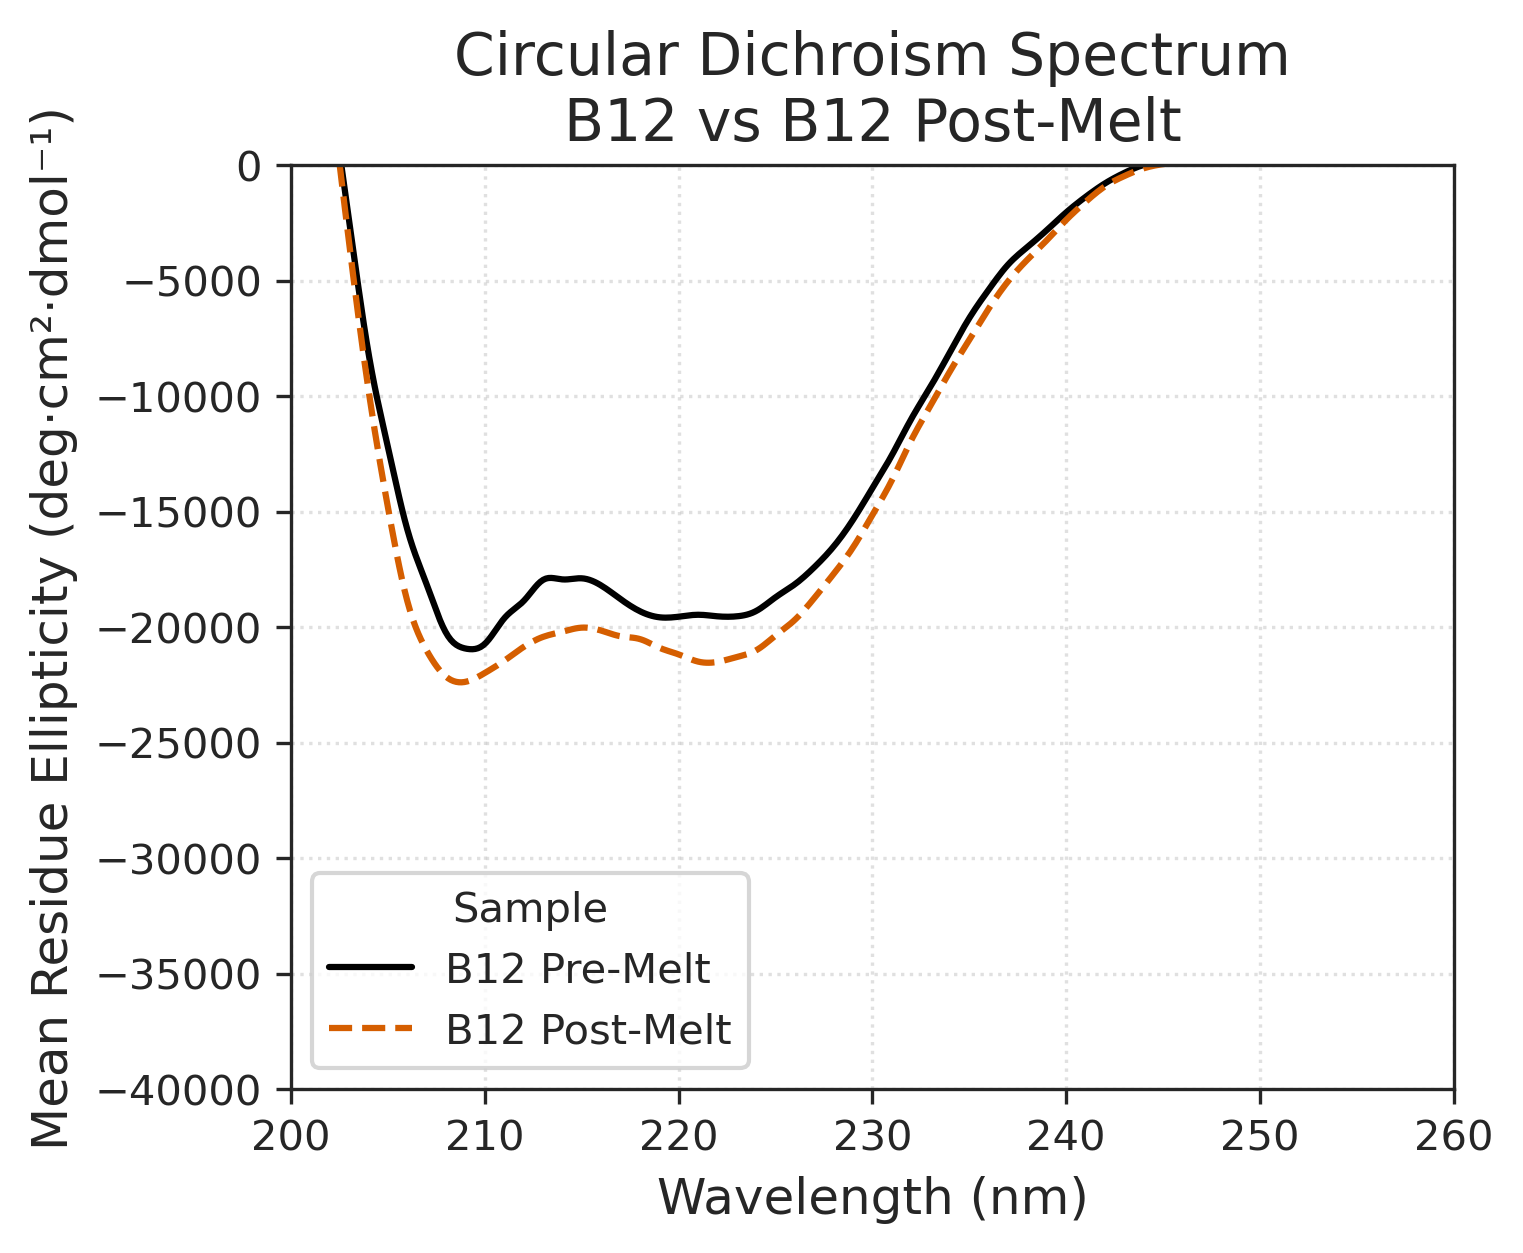 Circular Dichroism Spectrum
B12 vs B12 Post-Melt
Mean Residue Ellipticity (deg·cm²·dmol⁻¹)
0
−5000
−10000
−15000
−20000
−25000
−30000
−35000
−40000
Sample
B12 Pre-Melt
B12 Post-Melt
200 210 220 230 240 250 260
Wavelength (nm)